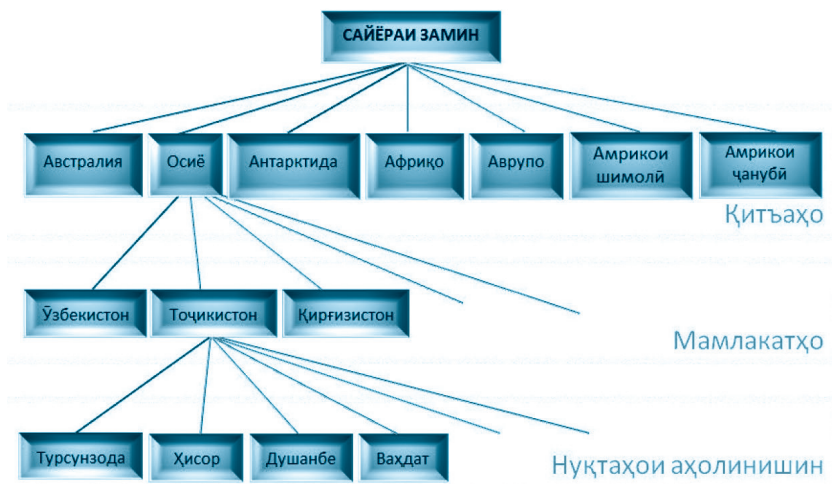 САЙЁРАИ ЗАМИН
Австралия
Осиё
Антарктида
Африқо
Аврупо
Амрикои
шимолӣ
Амрикои
ҷанубӣ
Қитъаҳо
Ӯзбекистон
Тоҷикистон
Қирғизистон
Мамлакатҳо
Турсунзода
Ҳисор
Душанбе
Ваҳдат
Нуқтаҳои аҳолинишин